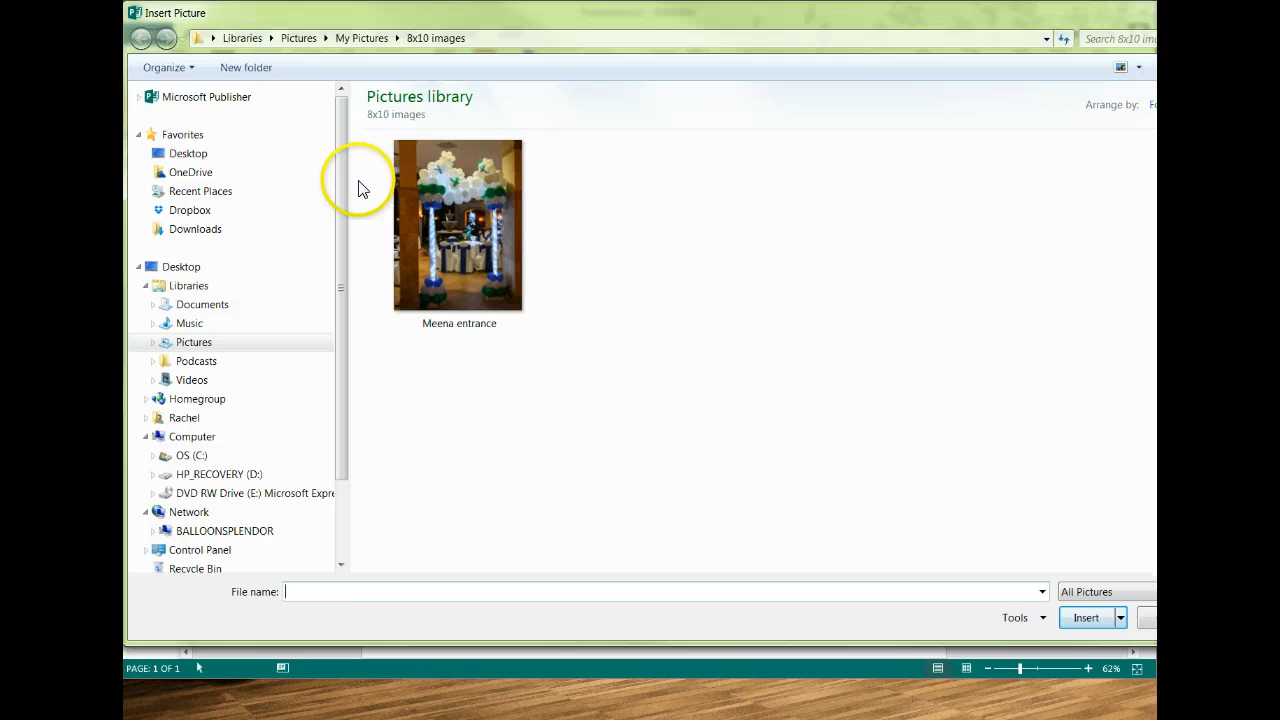 Insert Picture
Libraries Pictures My Pictures 8x10 images Search 8x10 im
Organize New folder
Microsoft Publisher
Favorites
Desktop
OneDrive
Recent Places
Dropbox
Downloads
Desktop
Libraries
Documents
Music
Pictures
Podcasts
Videos
Homegroup
Rachel
Computer
OS (C:)
HP_RECOVERY (D:)
DVD RW Drive (E:) Microsoft Expre
Network
BALLOONSPLENDOR
Control Panel
Recycle Bin
Pictures library
8x10 images
Arrange by: Fo
Meena entrance
File name: All Pictures
Tools Insert
PAGE: 1 OF 1 62%